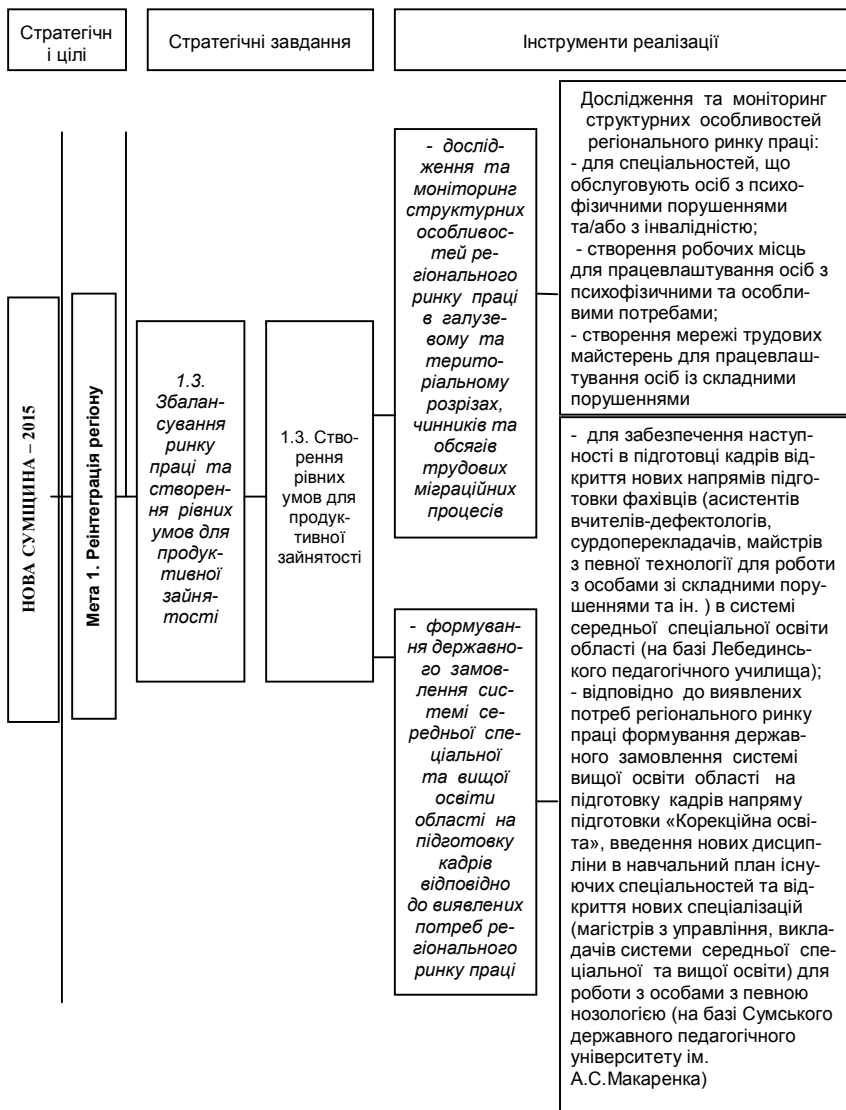 Стратегічн
і цілі
Стратегічні завдання
Інструменти реалізації
НОВА СУМЩИНА – 2015
Мета 1. Реінтеграція регіону
1.3.
Збалан-
сування
ринку
праці та
створен-
ня рівних
умов для
продук-
тивної
зайня-
тості
1.3. Ство-
рення
рівних
умов для
продук-
тивної
зайнятості
- дослід-
ження та
моніторинг
структурних
особливос-
тей ре-
гіонального
ринку праці
в галузе-
вому та
територ-
іальному
розрізах,
чинників та
обсягів
трудових
міграційних
процесів
- формуван-
ня державно-
го замов-
лення сис-
темі се-
редньої спе-
ціальної
та вищої
освіти
області на
підготовку
кадрів
відповідно
до виявлених
потреб ре-
гіонального
ринку праці
Дослідження та моніторинг
структурних особливостей
регіонального ринку праці:
- для спеціальностей, що
обслуговують осіб з психо-
фізичними порушеннями
та/або з інвалідністю;
- створення робочих місць
для працевлаштування осіб з
психофізичними та особли-
вими потребами;
- створення мережі трудових
майстерень для працевлаш-
тування осіб із складними
порушеннями
- для забезпечення наступ-
ності в підготовці кадрів від-
криття нових напрямів підго-
товки фахівців (асистентів
вчителів-дефектологів,
сурдоперекладачів, майстрів
з певної технології для роботи
з особами зі складними пору-
шеннями та ін. ) в системі
середньої спеціальної освіти
області (на базі Лебединсь-
кого педагогічного училища);
- відповідно до виявлених
потреб регіонального ринку
праці формування держав-
ного замовлення системі
вищої освіти області на
підготовку кадрів напряму
підготовки «Корекційна осві-
та», введення нових дисцип-
ліни в навчальний план існу-
ючих спеціальностей та від-
криття нових спеціалізацій
(магістрів з управління, викла-
дачів системи середньої спе-
ціальної та вищої освіти) для
роботи з особами з певною
нозологією (на базі Сумського
державного педагогічного
університету ім.
А.С.Макаренка)